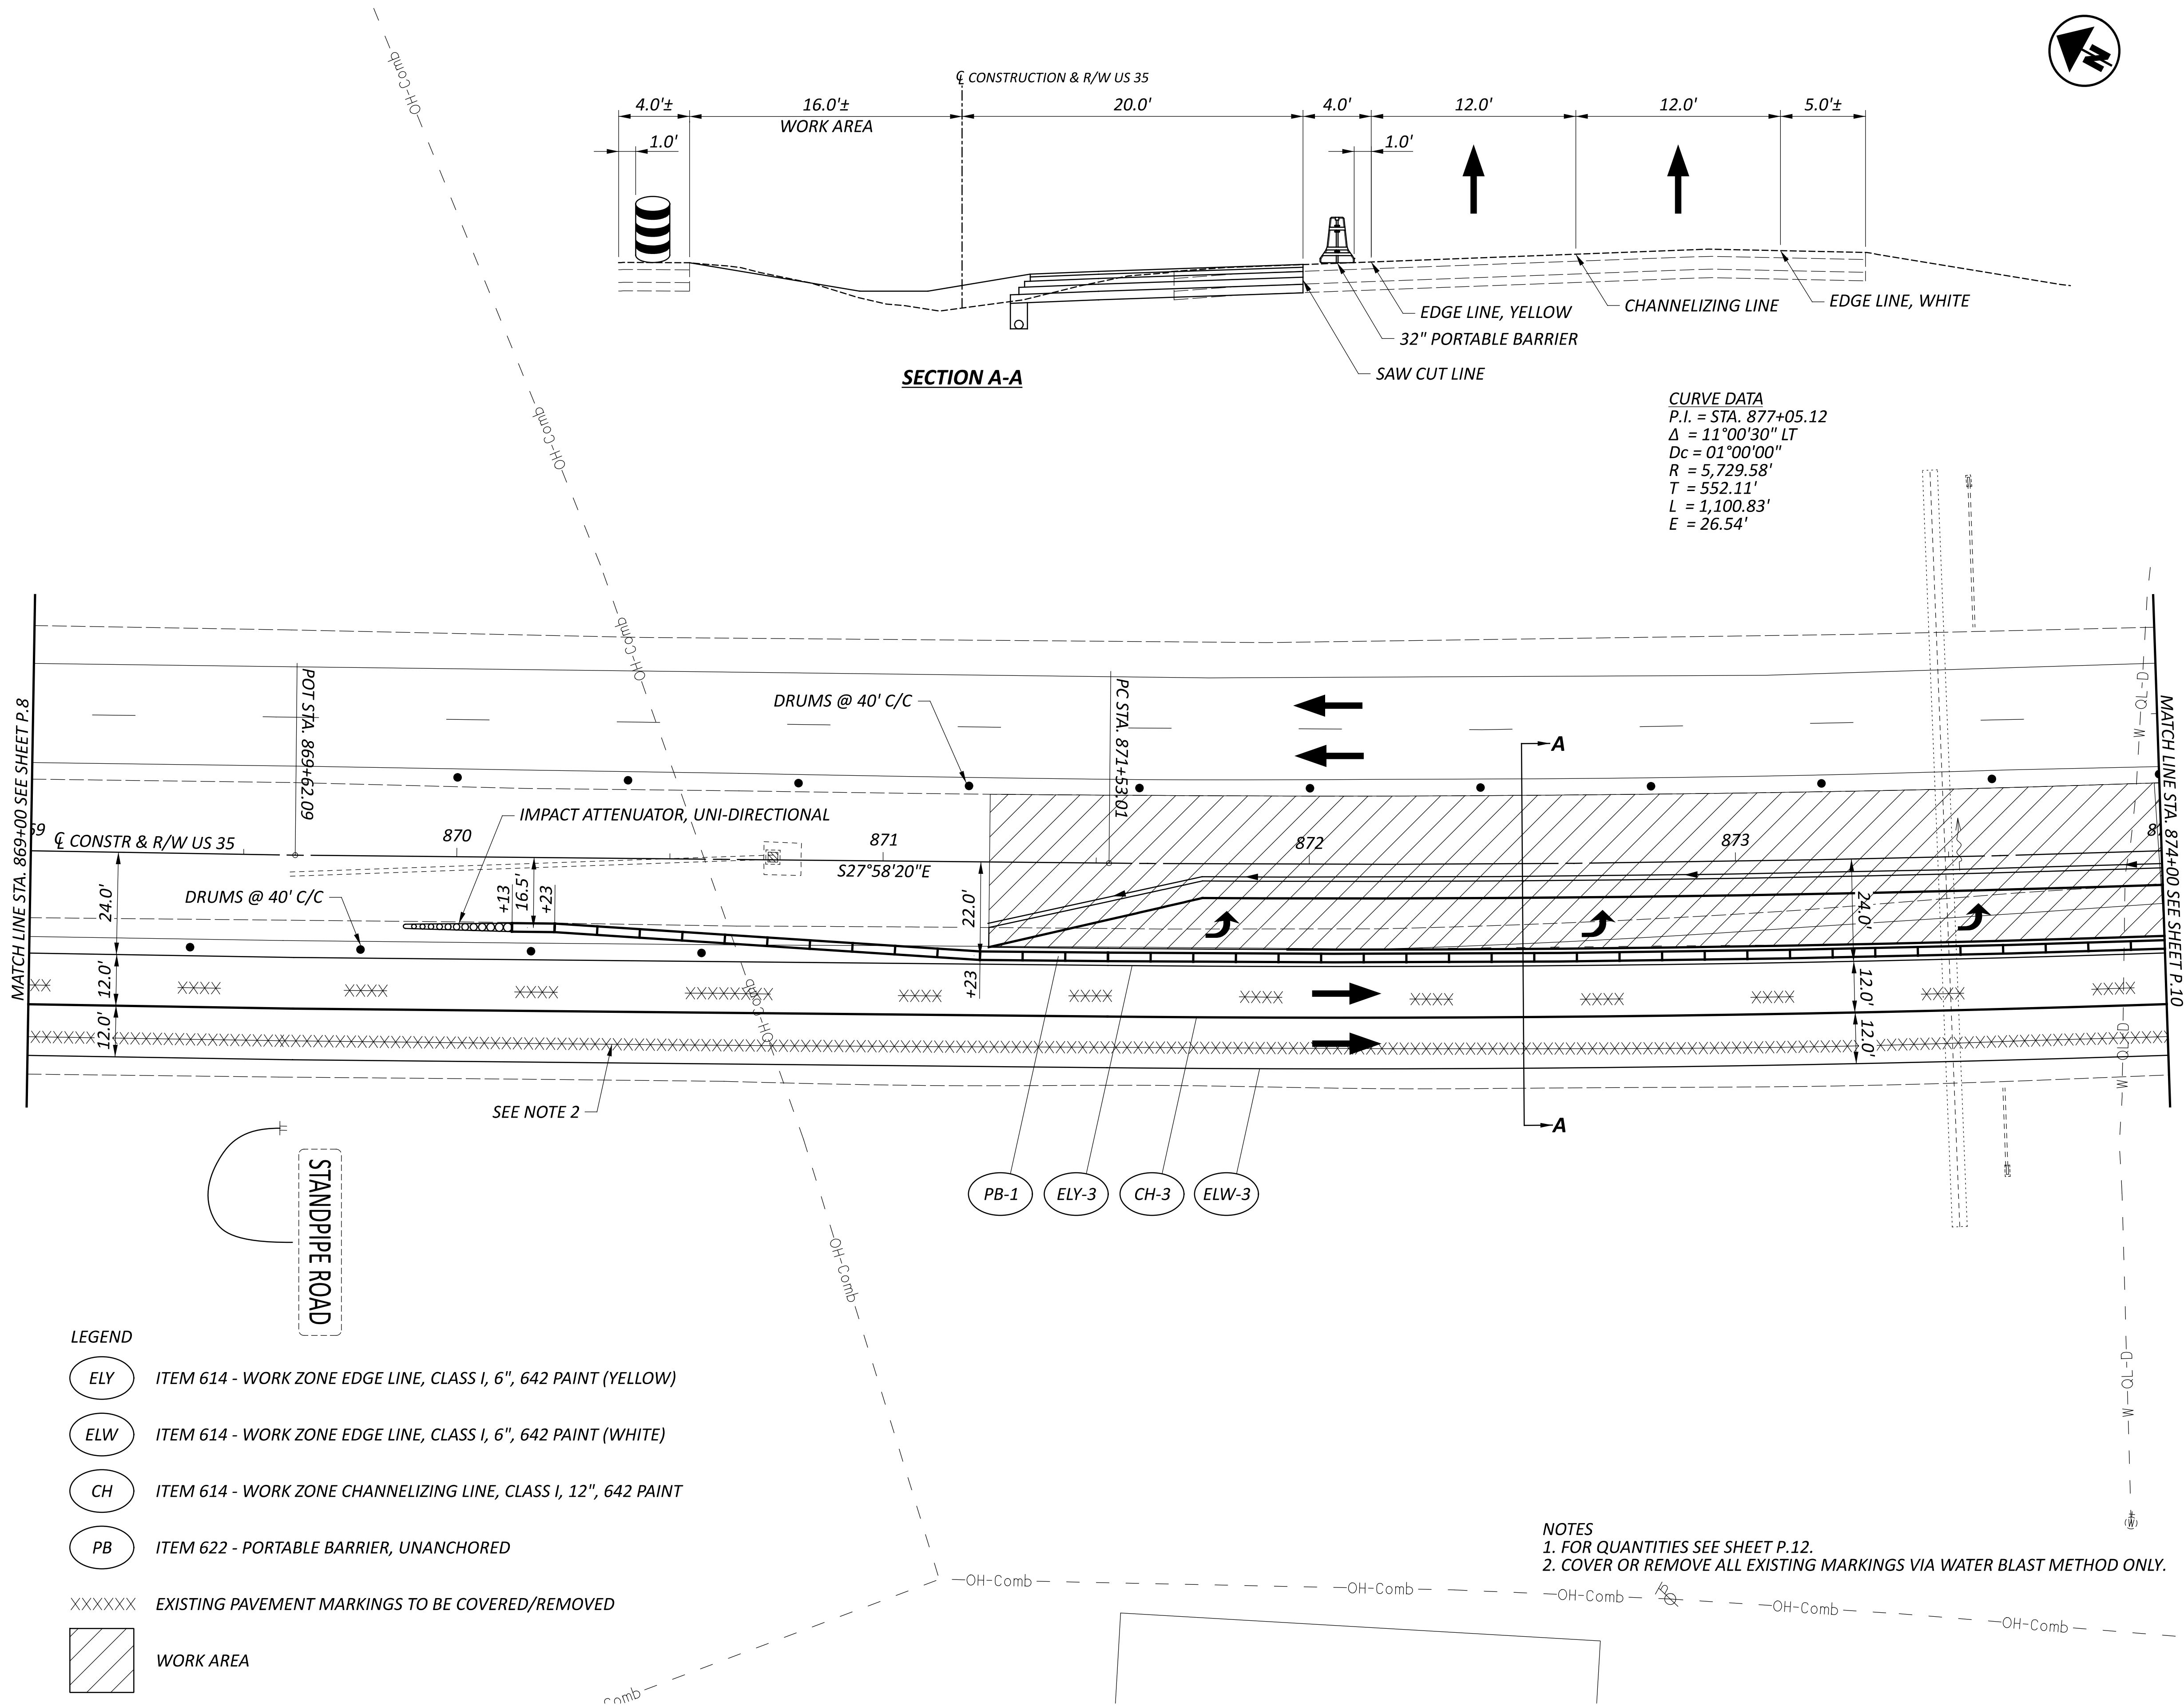 N
℄ CONSTRUCTION & R/W US 35
4.0'±
16.0'±
WORK AREA
20.0'
4.0'
12.0'
12.0'
5.0'±
1.0'
1.0'
EDGE LINE, YELLOW
32" PORTABLE BARRIER
SAW CUT LINE
CHANNELIZING LINE
EDGE LINE, WHITE
SECTION A-A
CURVE DATA
P.I. = STA. 877+05.12
Δ = 11°00'30" LT
Dc = 01°00'00"
R = 5,729.58'
T = 552.11'
L = 1,100.83'
E = 26.54'
OH-Comb
OH-Comb
OH-Comb
OH-Comb
OH-Comb
OH-Comb
MATCH LINE STA. 869+00 SEE SHEET P.8
POT STA. 869+62.09
DRUMS @ 40' C/C
PC STA. 871+53.01
A
IMPACT ATTENUATOR, UNI-DIRECTIONAL
69
℄ CONSTR & R/W US 35
870
871
S27°58'20"E
872
873
87
DRUMS @ 40' C/C
+13
16.5'
+23
22.0'
+23
24.0'
12.0'
12.0'
24.0'
12.0'
12.0'
W
QL-D
W
QL-D
MATCH LINE STA. 874+00 SEE SHEET P.10
SEE NOTE 2
A
PB-1
ELY-3
CH-3
ELW-3
STANDPIPE ROAD
LEGEND
ELY
ITEM 614 - WORK ZONE EDGE LINE, CLASS I, 6", 642 PAINT (YELLOW)
ELW
ITEM 614 - WORK ZONE EDGE LINE, CLASS I, 6", 642 PAINT (WHITE)
CH
ITEM 614 - WORK ZONE CHANNELIZING LINE, CLASS I, 12", 642 PAINT
PB
ITEM 622 - PORTABLE BARRIER, UNANCHORED
XXXXXX
EXISTING PAVEMENT MARKINGS TO BE COVERED/REMOVED
WORK AREA
W
QL-D
W
NOTES
1. FOR QUANTITIES SEE SHEET P.12.
2. COVER OR REMOVE ALL EXISTING MARKINGS VIA WATER BLAST METHOD ONLY.
OH-Comb
OH-Comb
OH-Comb
OH-Comb
OH-Comb
Comb